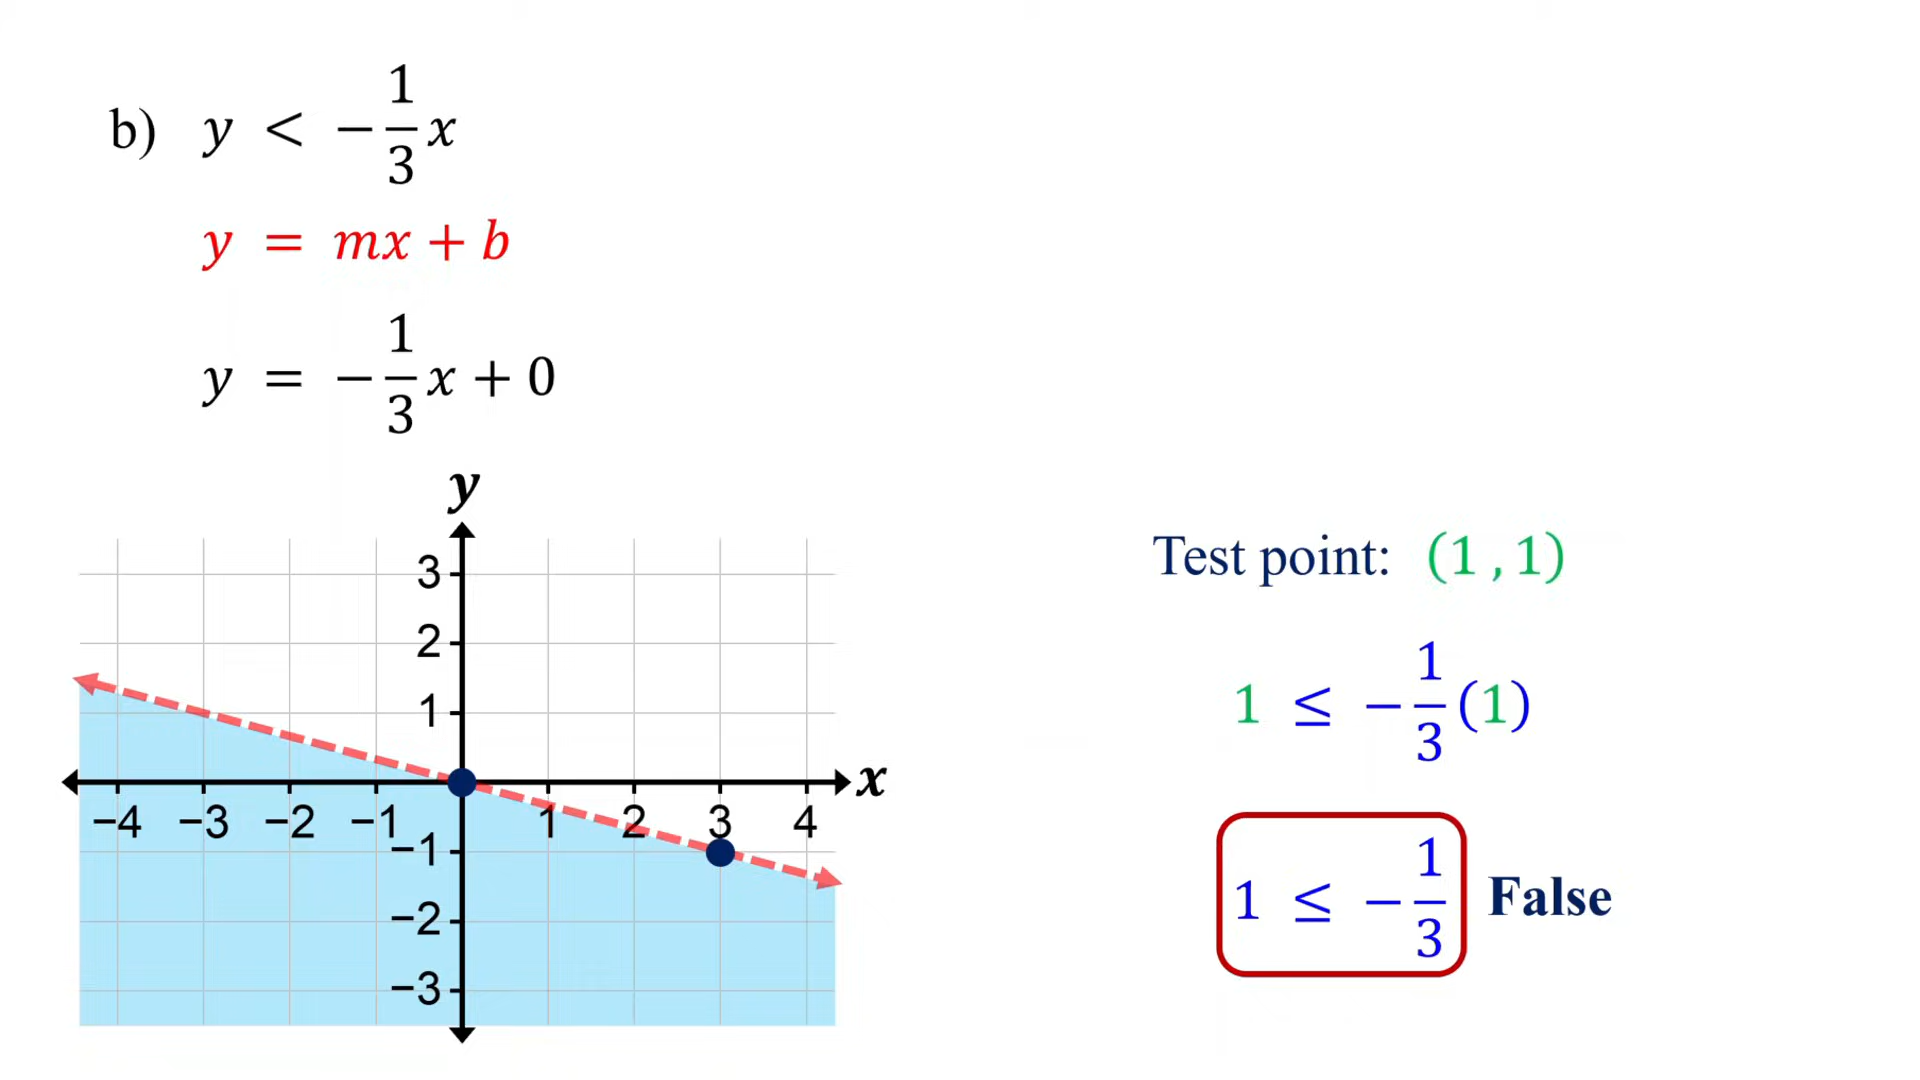 b) y < −1/3 x
y = mx + b
y = −1/3 x + 0
y
3
2
1
x
−4 −3 −2 −1 1 2 3 4
−1
−2
−3
Test point: (1 , 1)
1 ≤ −1/3 (1)
1 ≤ −1/3 False